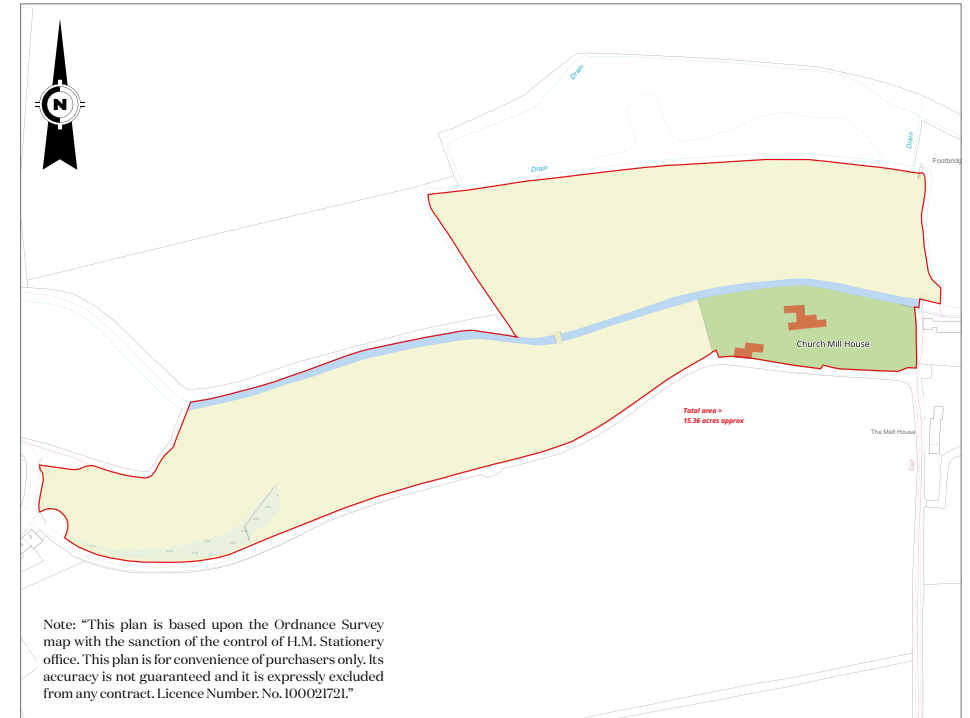 N
Drain
Drain
Drain
Footbridg
Church Mill House
Total area =
15.36 acres approx
The Malt House
Def
Note: “This plan is based upon the Ordnance Survey
map with the sanction of the control of H.M. Stationery
office. This plan is for convenience of purchasers only. Its
accuracy is not guaranteed and it is expressly excluded
from any contract. Licence Number. No. 100021721.”